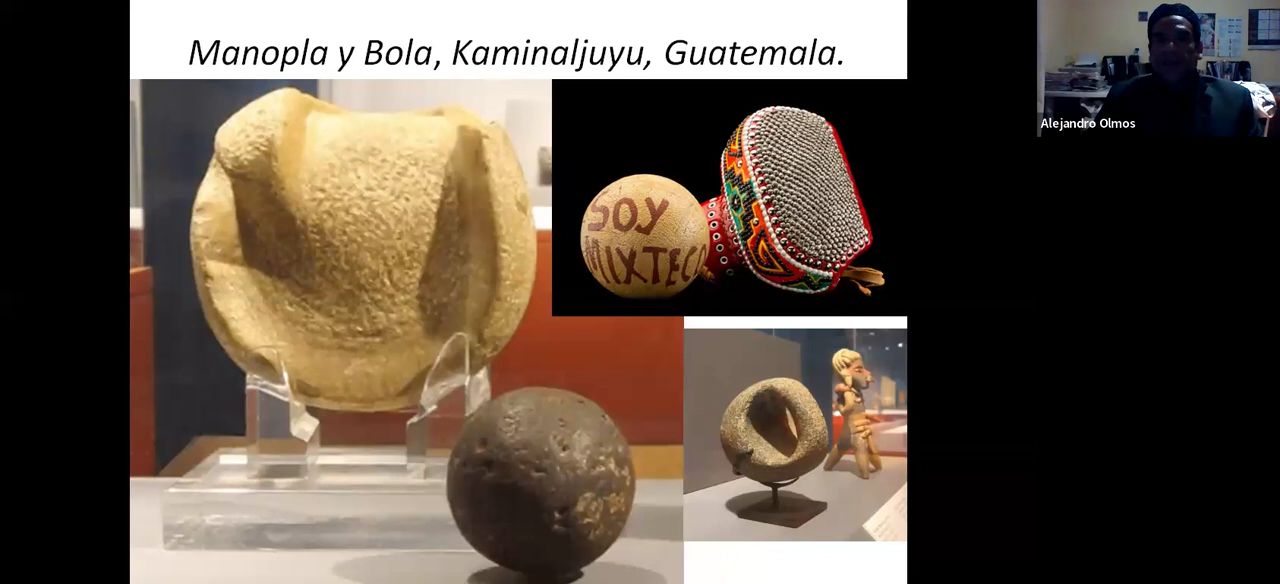 Manopla y Bola, Kaminaljuyu, Guatemala.
Alejandro Olmos
SOY
MIXTECO